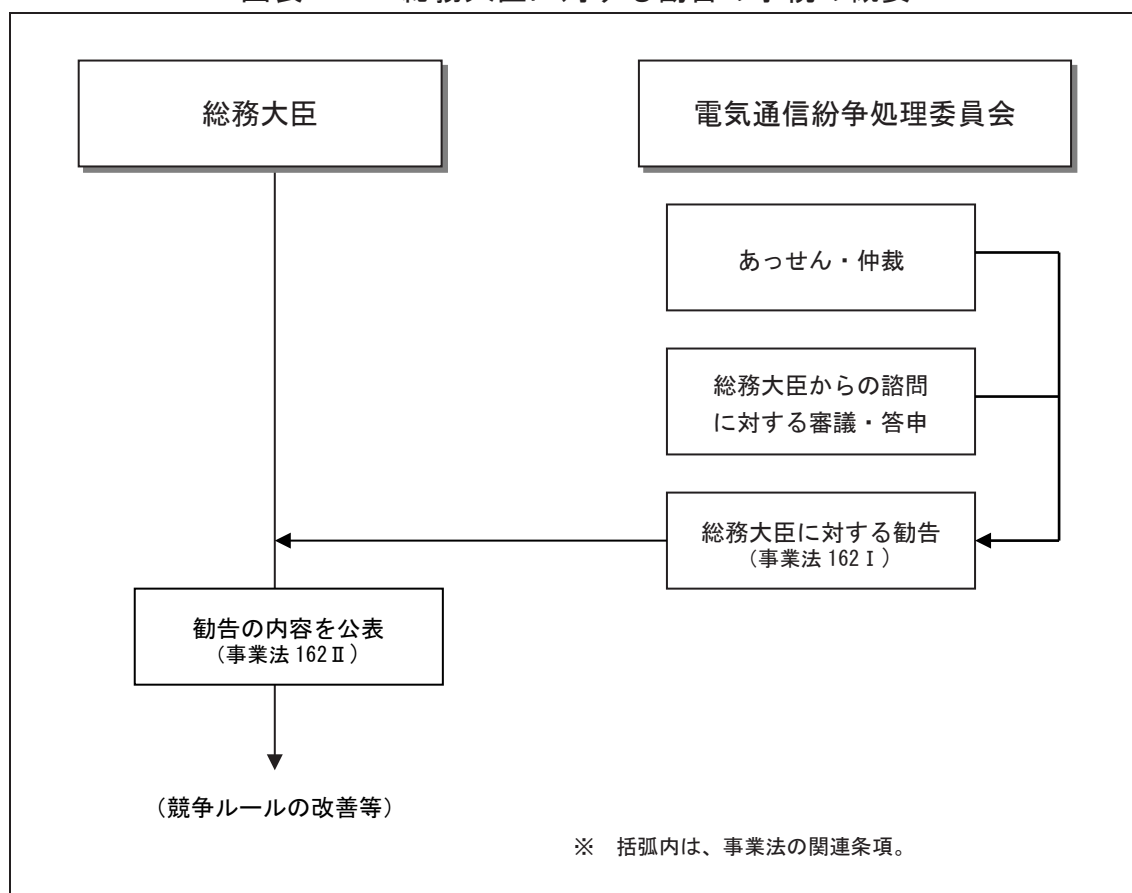 総務大臣
電気通信紛争処理委員会
あっせん・仲裁
総務大臣からの諮問
に対する審議・答申
総務大臣に対する勧告
（事業法 162Ⅰ）
勧告の内容を公表
（事業法 162Ⅱ）
（競争ルールの改善等）
※　括弧内は、事業法の関連条項。